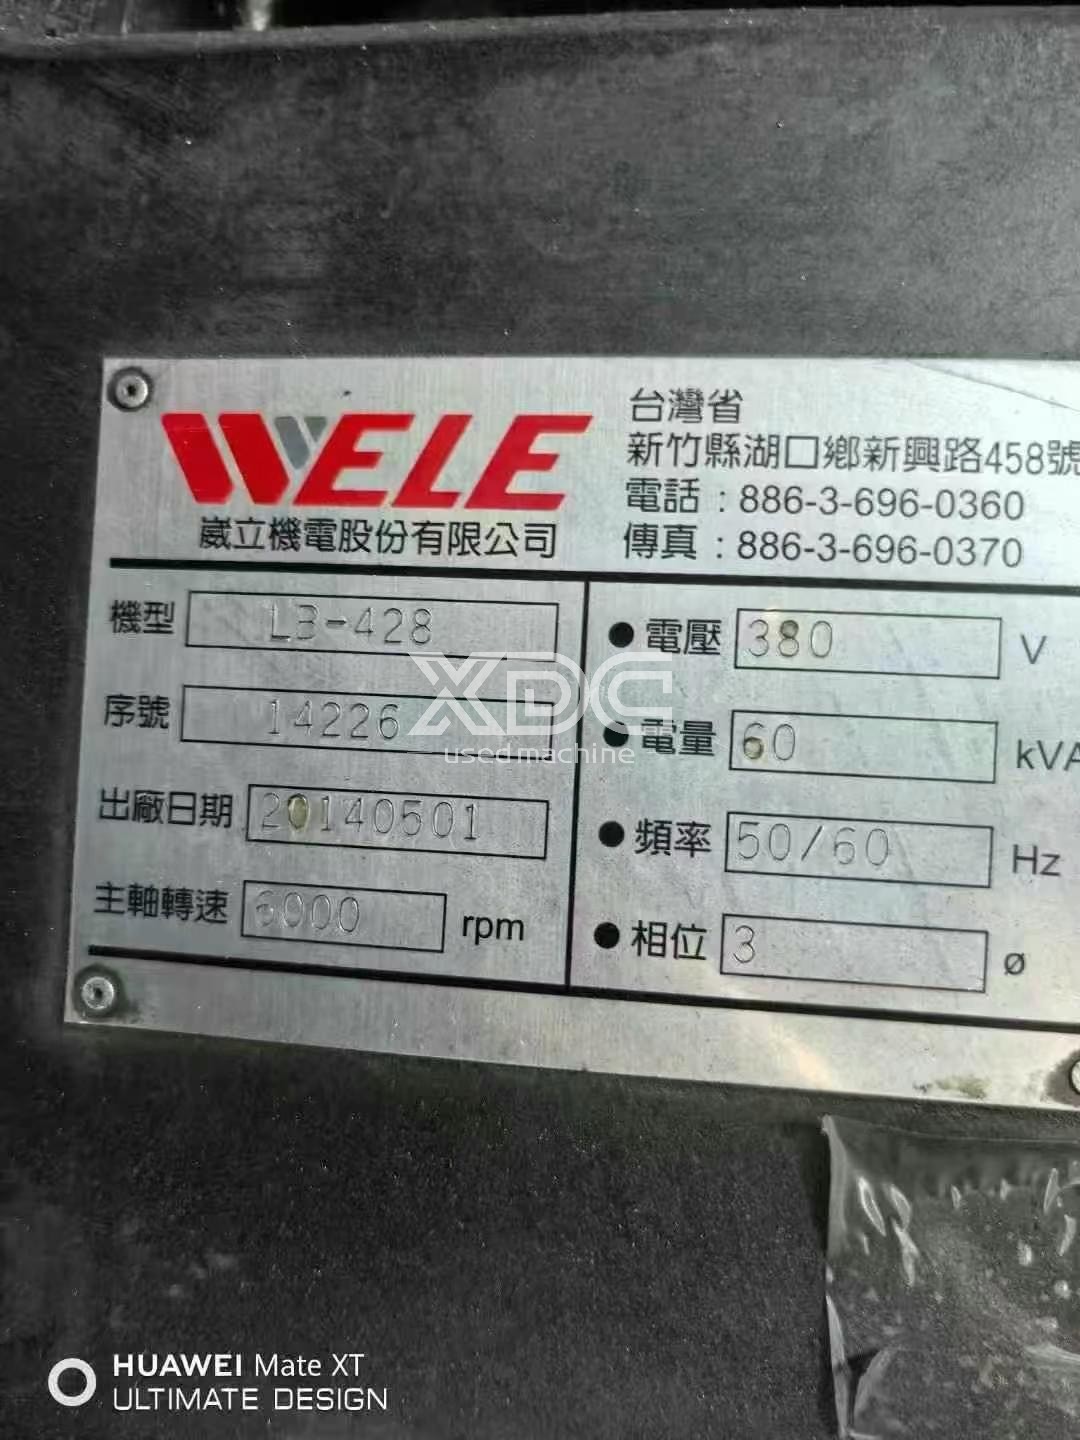 WELE
崴立機電股份有限公司
台灣省
新竹縣湖口鄉新興路458號
電話：886-3-696-0360
傳真：886-3-696-0370
機型 LB-428
序號 14226
出廠日期 20140501
主軸轉速 6000 rpm
●電壓 380 V
●電量 60 kVA
●頻率 50/60 Hz
●相位 3 ø
XDC
used machine
HUAWEI Mate XT
ULTIMATE DESIGN